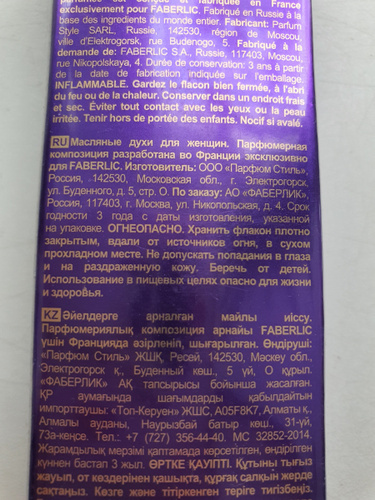 parfumée est conçue et fabriquée en France
exclusivement pour FABERLIC. Fabriqué en Russie à la
base des ingredients du monde entier. Fabricant: Parfum
Style SARL, Russie, 142530, région de Moscou,
ville d'Elektrogorsk, rue Budenogo, 5. Fabriqué à la
demande de: FABERLIC S.A., Russie, 117403, Moscou,
rue Nikopolskaya, 4. Durée de conservation: 3 ans à partir
de la date de fabrication indiquée sur l'emballage.
INFLAMMABLE. Gardez le flacon bien fermée, à l'abri
du feu ou de la chaleur. Conserver dans un endroit frais
et sec. Éviter tout contact avec les yeux ou la peau
irritée. Tenir hors de portée des enfants. Nocif si avalé.
RU Масляные духи для женщин. Парфюмерная
композиция разработана во Франции эксклюзивно
для FABERLIC. Изготовитель: ООО «Парфюм Стиль»,
Россия, 142530, Московская обл., г. Электрогорск,
ул. Буденного, д. 5, стр. О. По заказу: АО «ФАБЕРЛИК»,
Россия, 117403, г. Москва, ул. Никопольская, д. 4. Срок
годности 3 года с даты изготовления, указанной
на упаковке. ОГНЕОПАСНО. Хранить флакон плотно
закрытым, вдали от источников огня, в сухом
прохладном месте. Не допускать попадания в глаза
и на раздраженную кожу. Беречь от детей.
Использование в пищевых целях опасно для жизни
и здоровья.
KZ Әйелдерге арналған майлы иіссу.
Парфюмериялық композиция арнайы FABERLIC
үшін Францияда әзірленіп, шығарылған. Өндіруші:
«Парфюм Стиль» ЖШҚ, Ресей, 142530, Мәскеу обл.,
Электрогорск қ., Буденный көш., 5 үй, О құрыл.
«ФАБЕРЛИК» АҚ тапсырысы бойынша жасалған.
ҚР аумағында шағымдарды қабылдайтын
импорттаушы: «Топ-Керуен» ЖШС, A05F8K7, Алматы қ.,
Алмалы ауданы, Наурызбай батыр көш., 31-үй,
73а-кеңсе. Тел.: +7 (727) 356-44-40. МС 32852-2014.
Жарамдылық мерзімі қаптамада көрсетілген, өндірілген
күннен бастап 3 жыл. ӨРТКЕ ҚАУІПТІ. Құтыны тығыз
жауып, от көздерінен қашықта, құрғақ салқын жерде
сақтаңыз. Көзге және тітіркенген теріге тигізбеңіз.